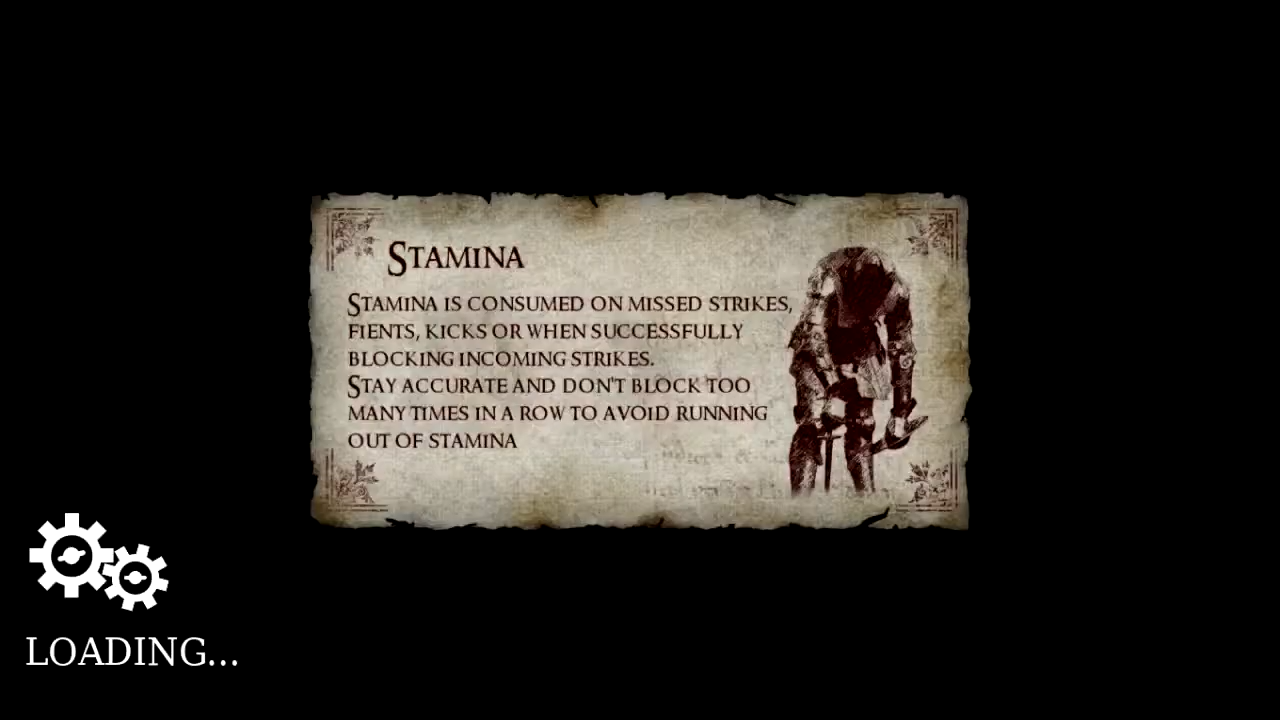 STAMINA
STAMINA IS CONSUMED ON MISSED STRIKES,
FIENTS, KICKS OR WHEN SUCCESSFULLY
BLOCKING INCOMING STRIKES.
STAY ACCURATE AND DON'T BLOCK TOO
MANY TIMES IN A ROW TO AVOID RUNNING
OUT OF STAMINA
LOADING...